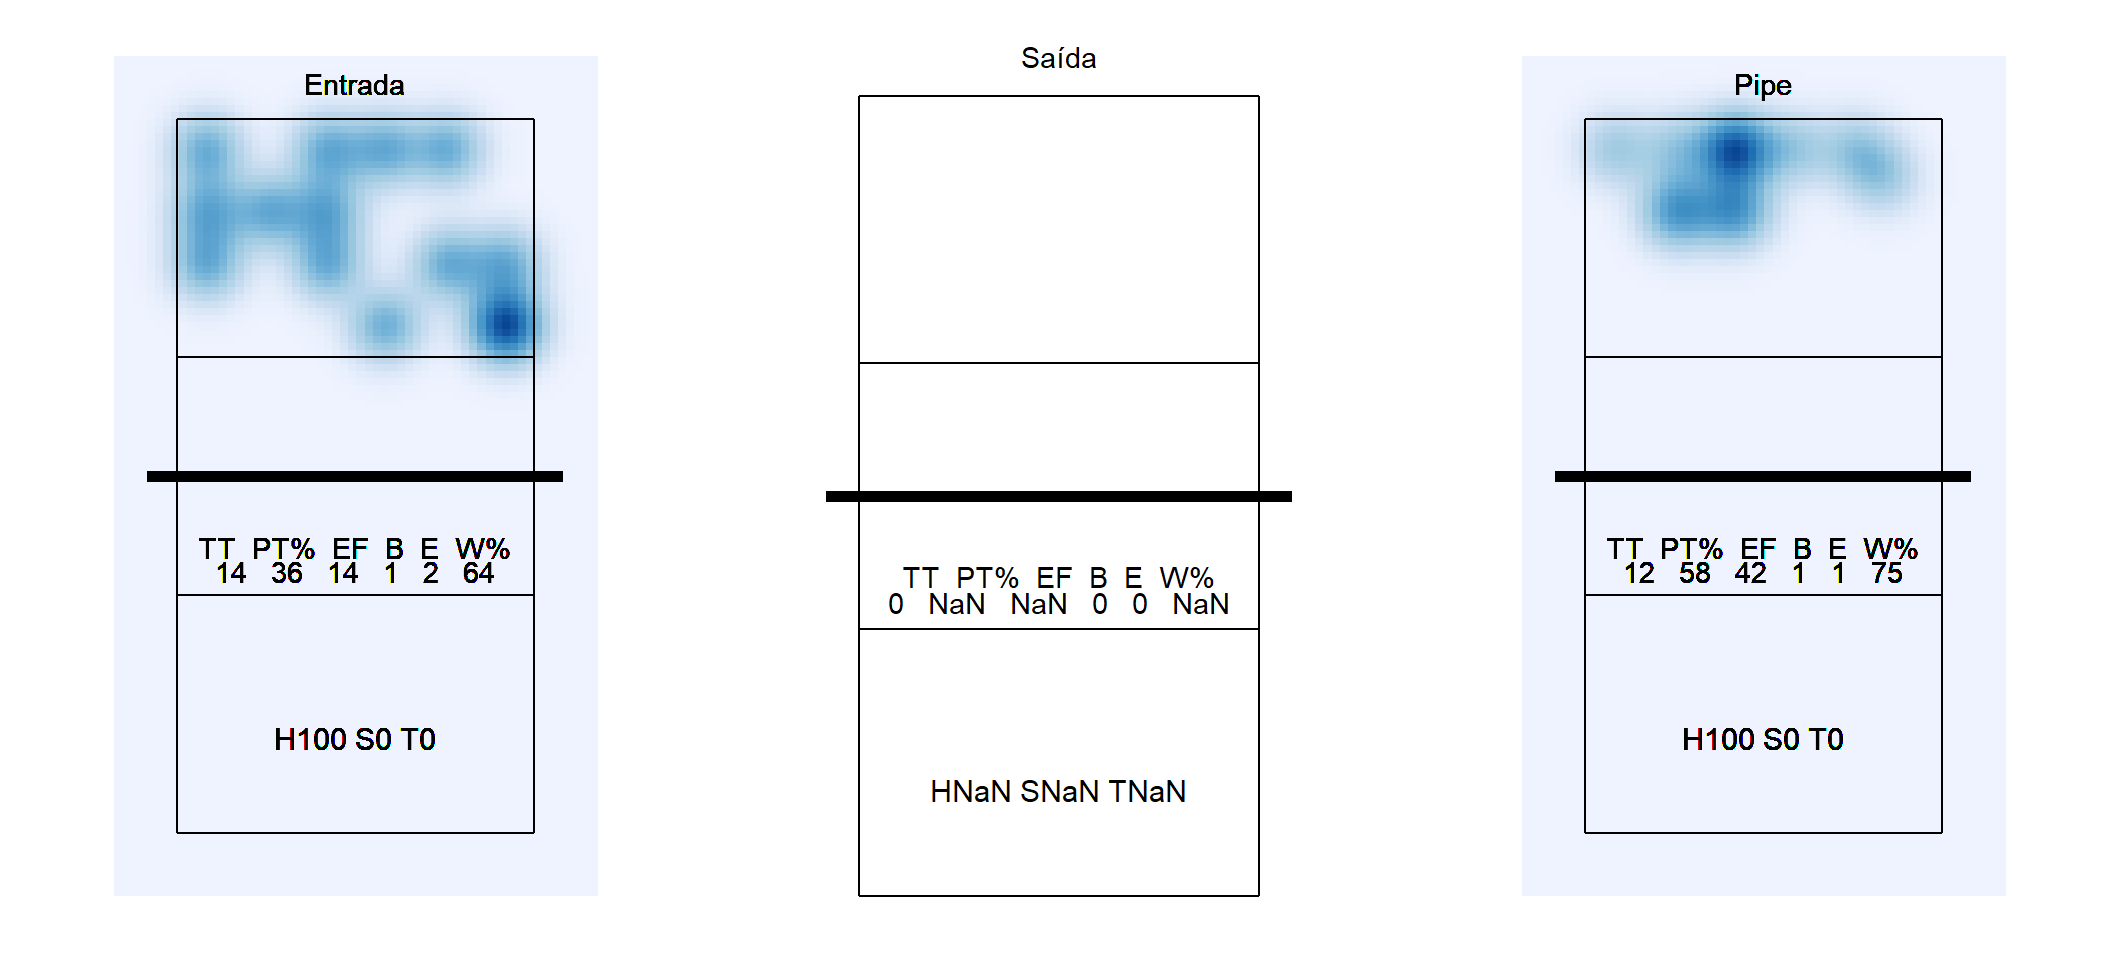 Entrada
TT PT% EF B E W%
14 36 14 1 2 64
H100 S0 T0
Saída
TT PT% EF B E W%
0 NaN NaN 0 0 NaN
HNaN SNaN TNaN
Pipe
TT PT% EF B E W%
12 58 42 1 1 75
H100 S0 T0